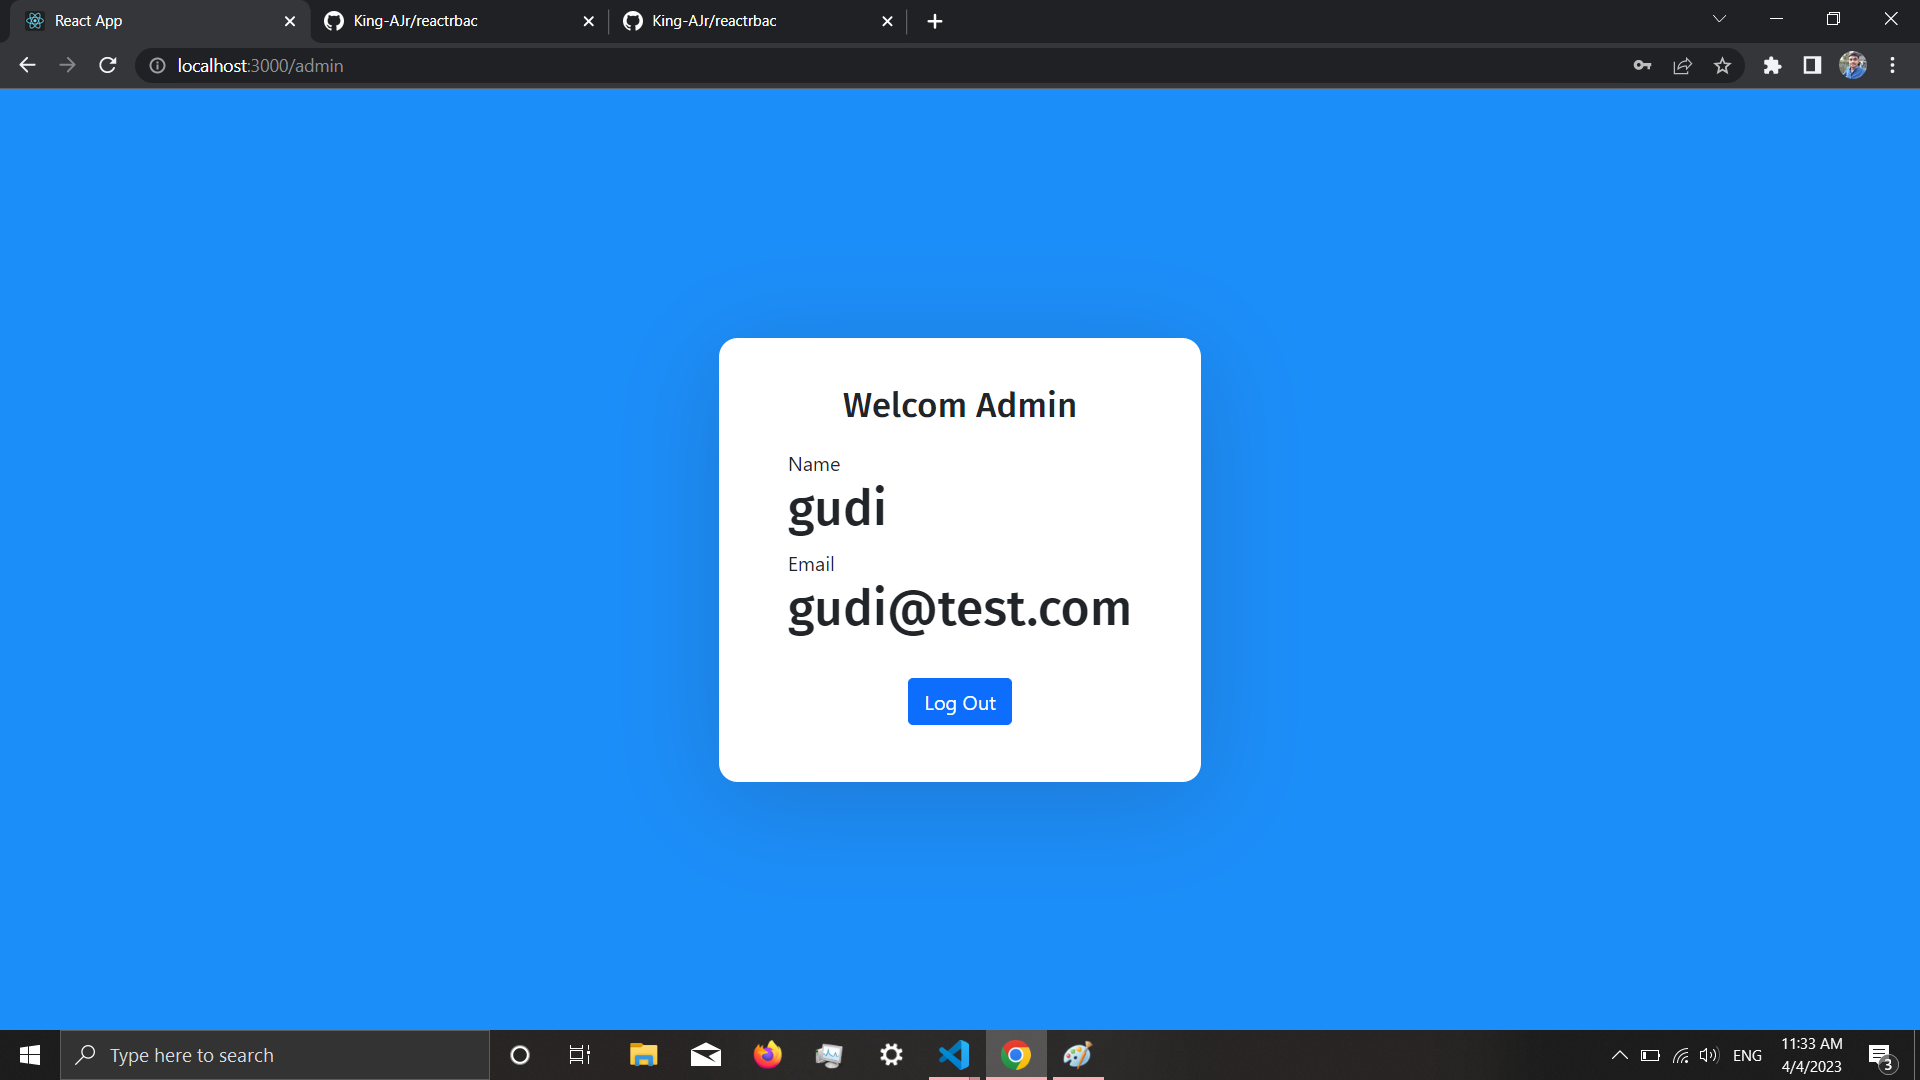 React App
King-AJr/reactrbac
King-AJr/reactrbac
localhost:3000/admin
Welcom Admin
Name
gudi
Email
gudi@test.com
Log Out
Type here to search
ENG
11:33 AM
4/4/2023
3